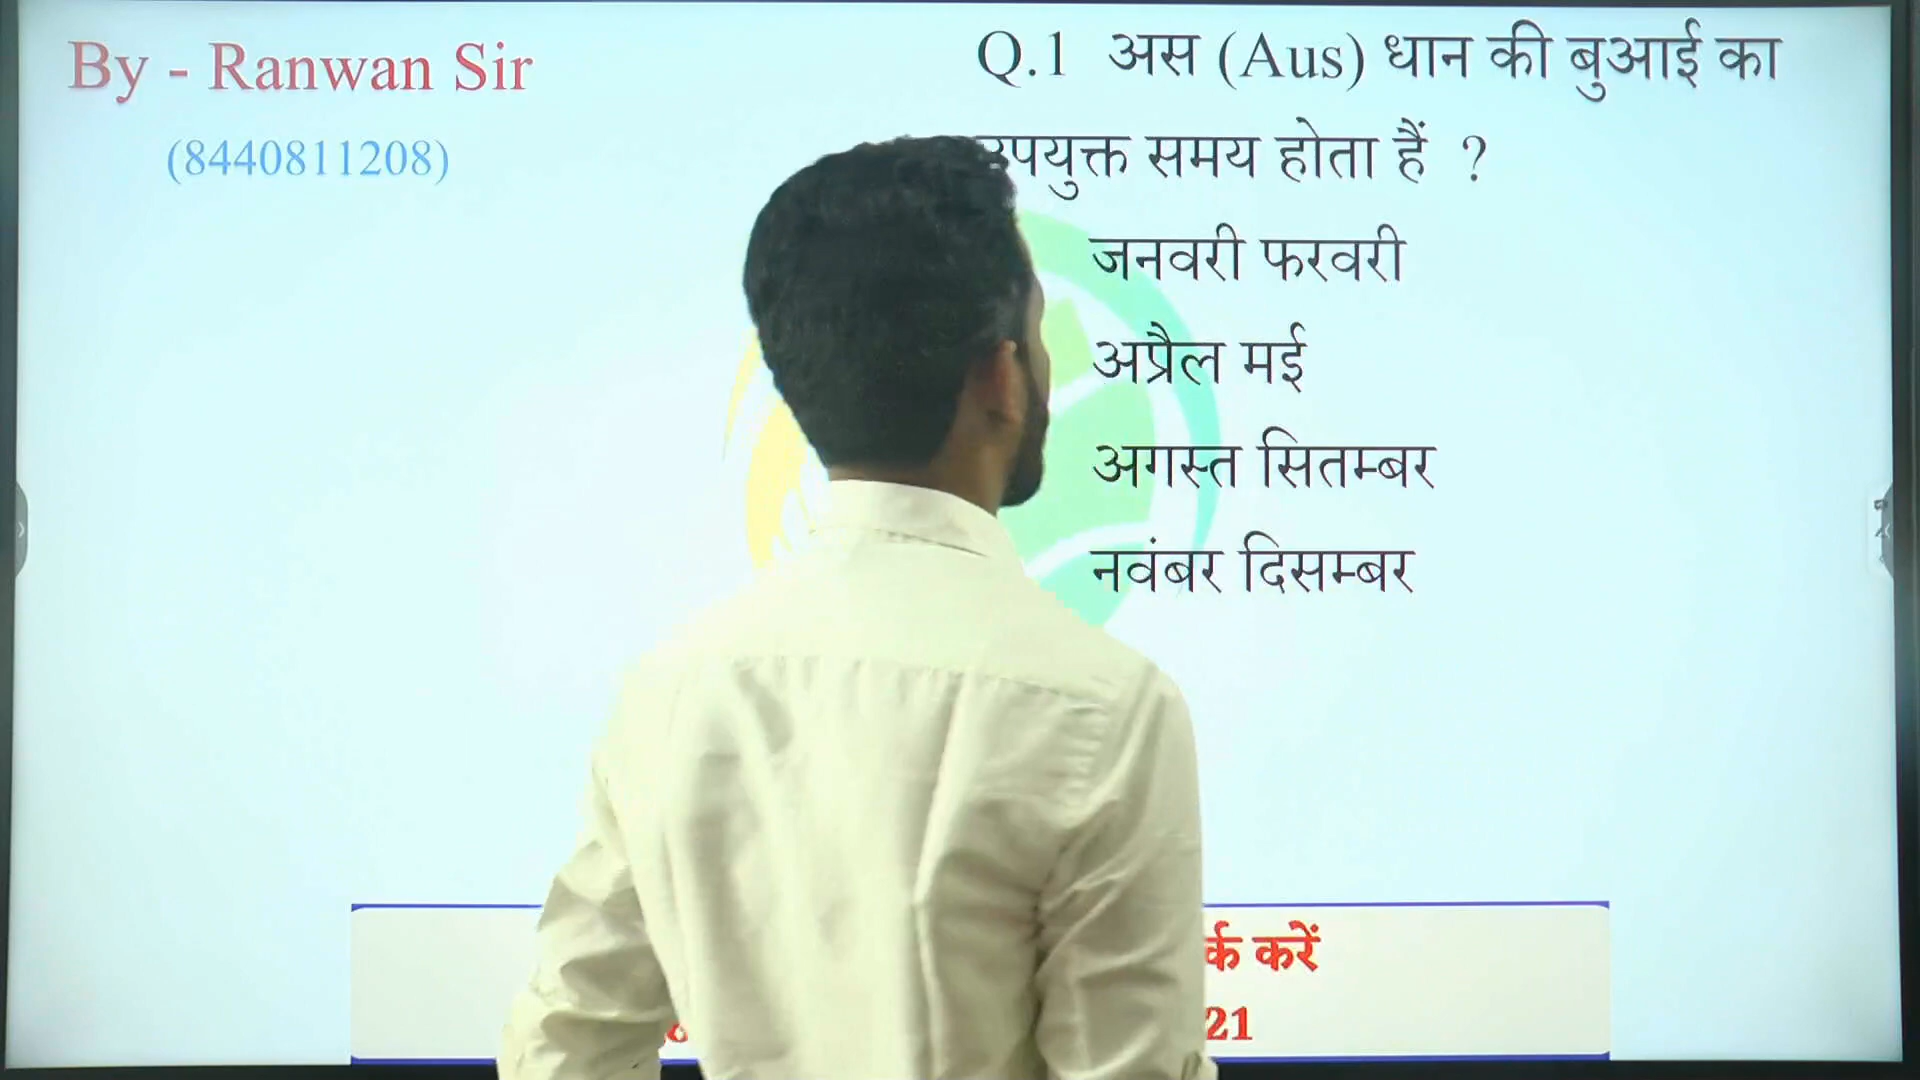 By - Ranwan Sir
(8440811208)
Q.1 अस (Aus) धान की बुआई का
उपयुक्त समय होता हैं ?
जनवरी फरवरी
अप्रैल मई
अगस्त सितम्बर
नवंबर दिसम्बर
करें
21